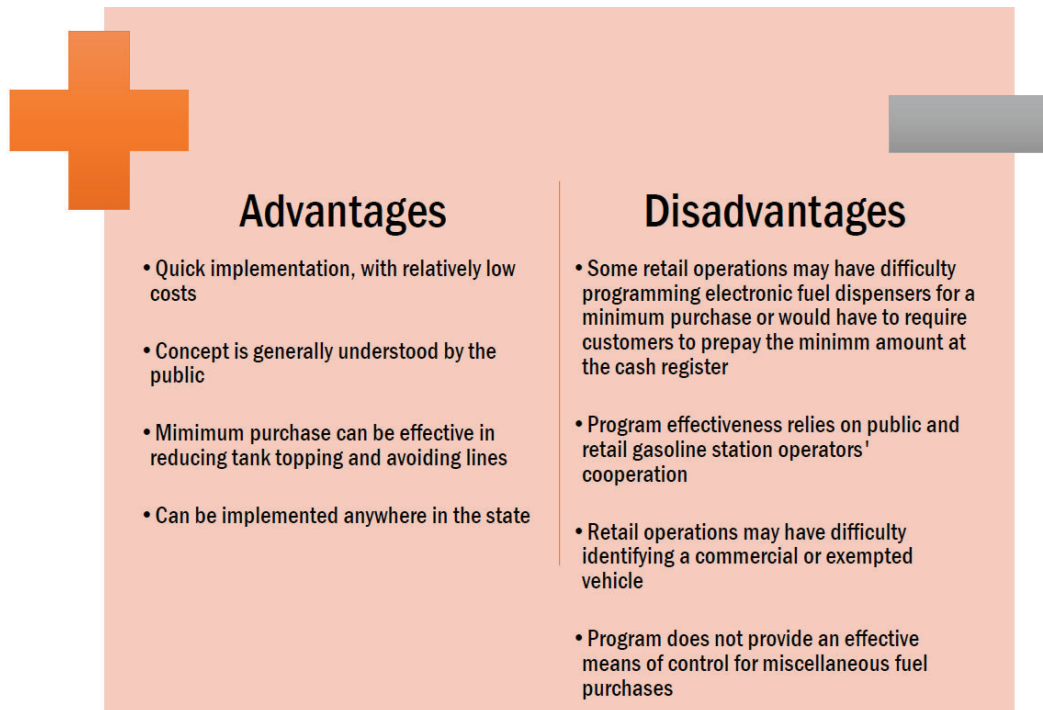 Advantages
• Quick implementation, with relatively low
costs
• Concept is generally understood by the
public
• Mimimum purchase can be effective in
reducing tank topping and avoiding lines
• Can be implemented anywhere in the state
Disadvantages
• Some retail operations may have difficulty
programming electronic fuel dispensers for a
minimum purchase or would have to require
customers to prepay the minimm amount at
the cash register
• Program effectiveness relies on public and
retail gasoline station operators'
cooperation
• Retail operations may have difficulty
identifying a commercial or exempted
vehicle
• Program does not provide an effective
means of control for miscellaneous fuel
purchases